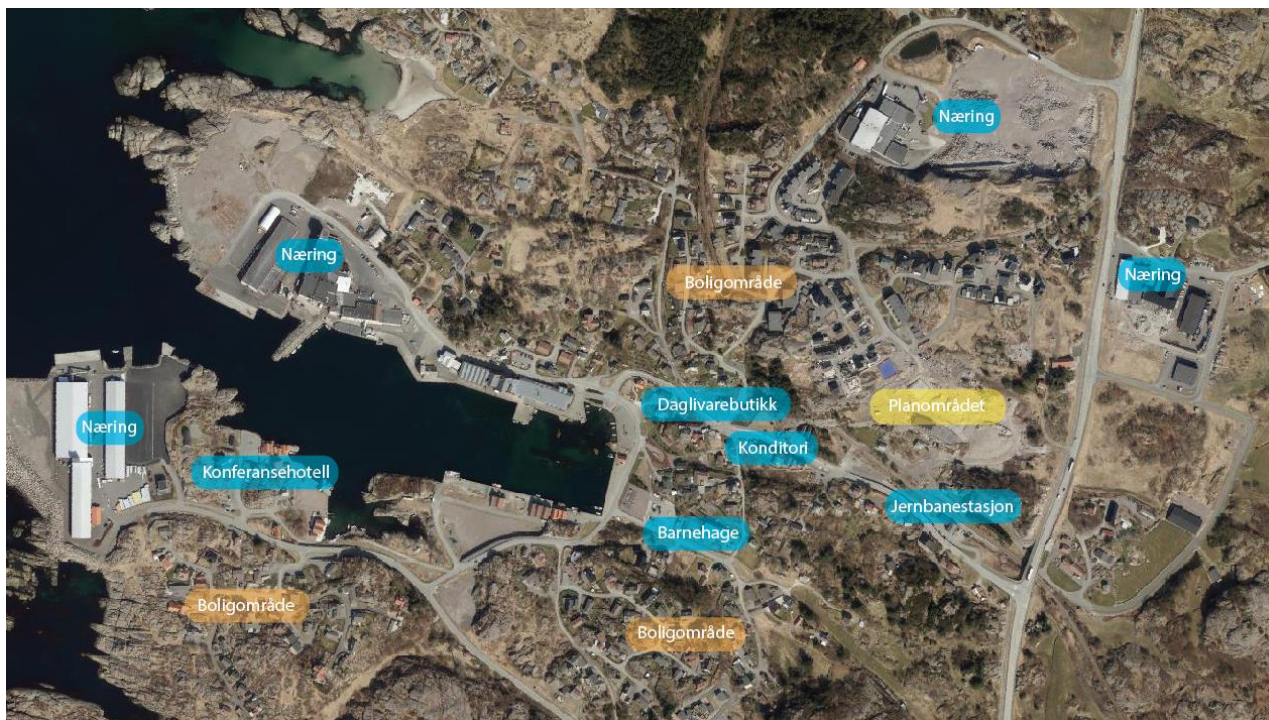 Næring
Næring
Næring
Boligområde
Daglivarebutikk
Planområdet
Næring
Konditori
Konferansehotell
Jernbanestasjon
Barnehage
Boligområde
Boligområde